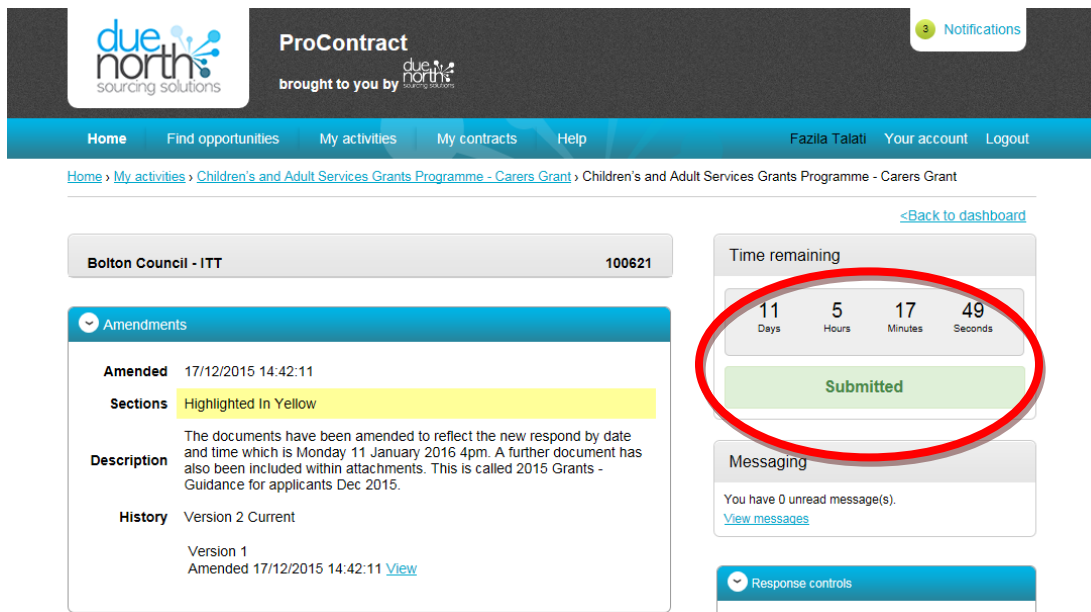 due north
sourcing solutions
ProContract
brought to you by due north sourcing solutions
3 Notifications
Home Find opportunities My activities My contracts Help Fazila Talati Your account Logout
Home › My activities › Children's and Adult Services Grants Programme - Carers Grant › Children's and Adult Services Grants Programme - Carers Grant
<Back to dashboard
Bolton Council - ITT 100621
Amendments
Amended 17/12/2015 14:42:11
Sections Highlighted In Yellow
Description The documents have been amended to reflect the new respond by date
and time which is Monday 11 January 2016 4pm. A further document has
also been included within attachments. This is called 2015 Grants -
Guidance for applicants Dec 2015.
History Version 2 Current
Version 1
Amended 17/12/2015 14:42:11 View
Time remaining
11 5 17 49
Days Hours Minutes Seconds
Submitted
Messaging
You have 0 unread message(s).
View messages
Response controls